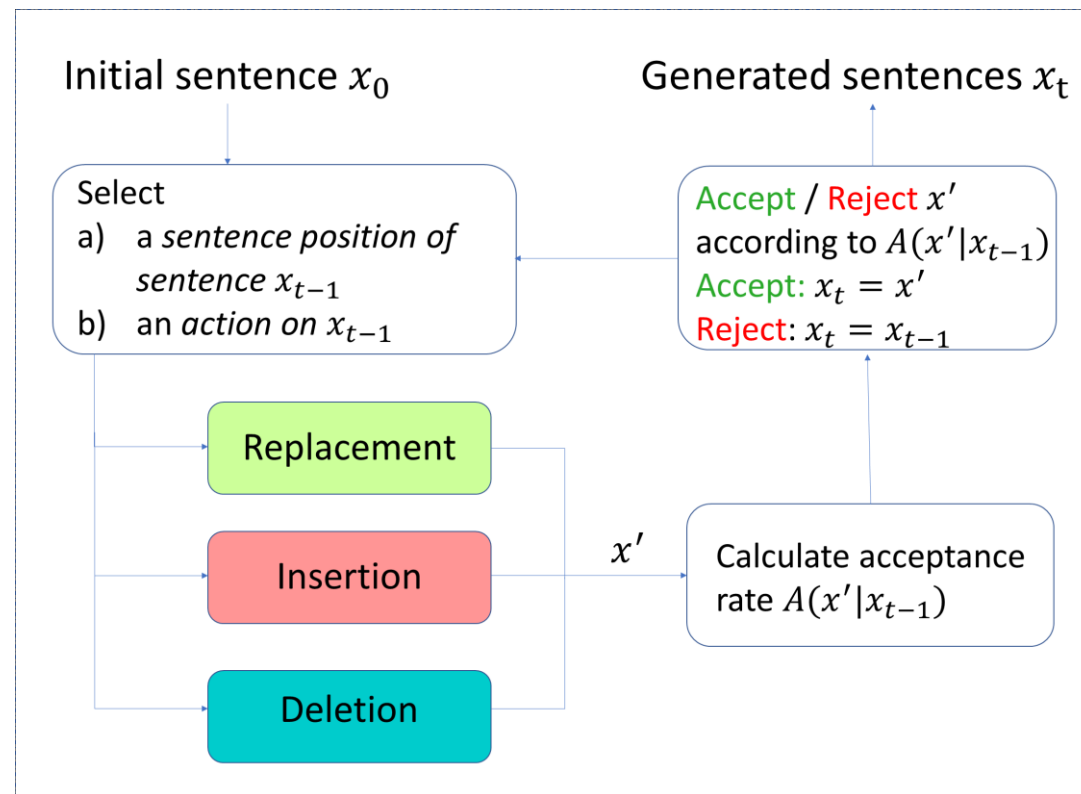 Initial sentence x₀
Generated sentences xₜ
Select
a) a sentence position of
sentence xₜ₋₁
b) an action on xₜ₋₁
Accept / Reject x′
according to A(x′|xₜ₋₁)
Accept: xₜ = x′
Reject: xₜ = xₜ₋₁
Replacement
Insertion
Deletion
x′
Calculate acceptance
rate A(x′|xₜ₋₁)